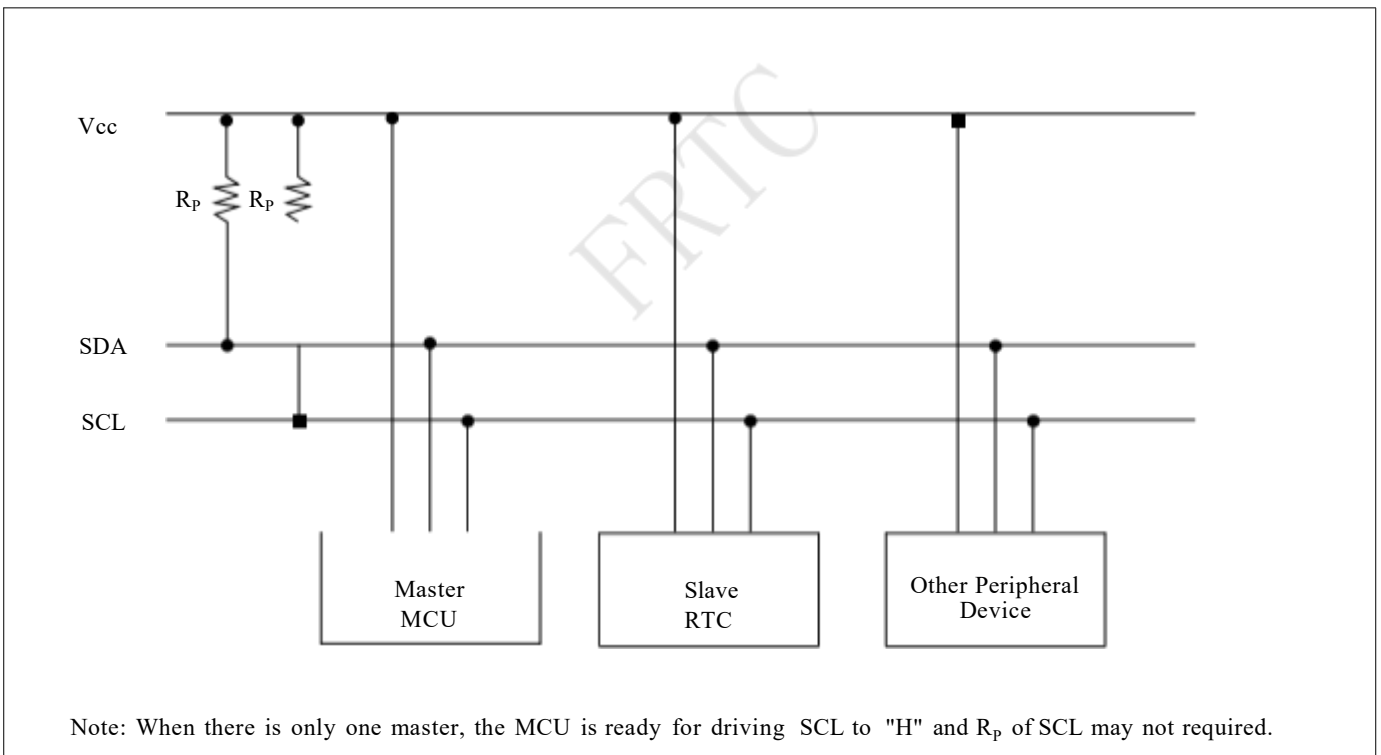 FRTC
Vcc
R_P R_P
SDA
SCL
Master
MCU
Slave
RTC
Other Peripheral
Device
Note: When there is only one master, the MCU is ready for driving SCL to "H" and R_P of SCL may not required.